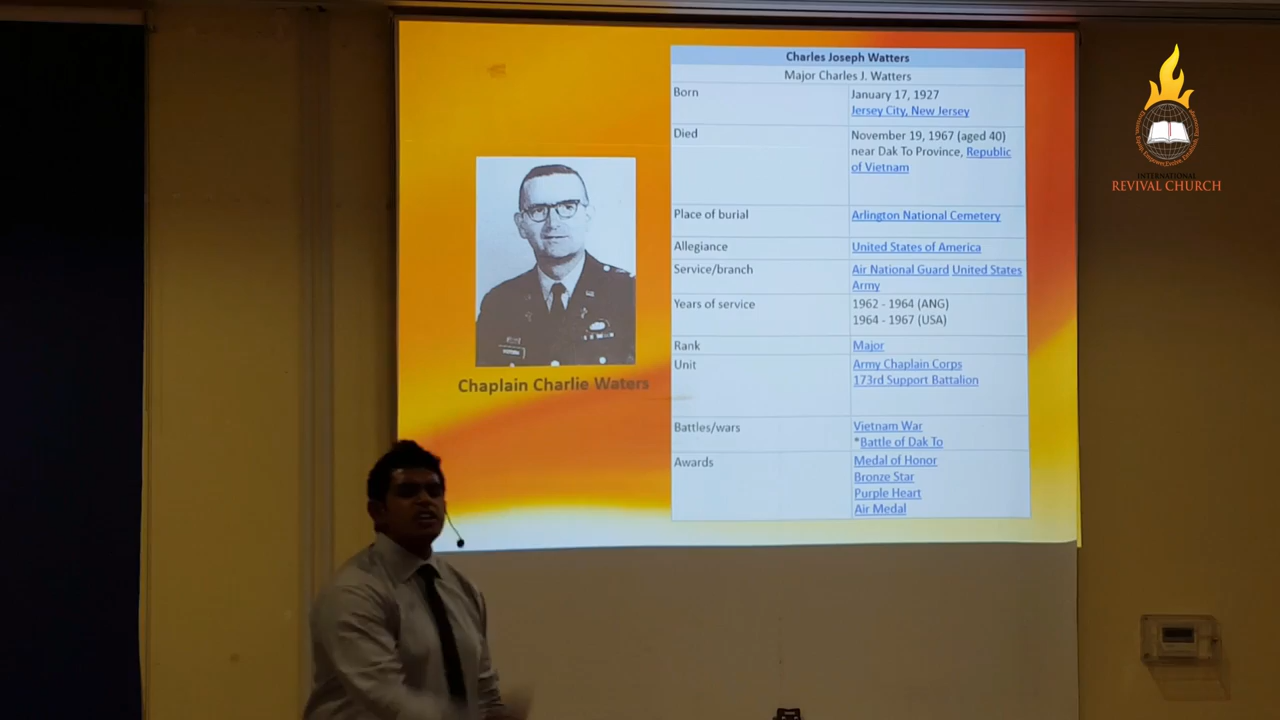 Charles Joseph Watters
Major Charles J. Watters
Born
January 17, 1927
Jersey City, New Jersey
Died
November 19, 1967 (aged 40)
near Dak To Province, Republic
of Vietnam
Place of burial
Arlington National Cemetery
Allegiance
United States of America
Service/branch
Air National Guard United States
Army
Years of service
1962 - 1964 (ANG)
1964 - 1967 (USA)
Rank
Major
Unit
Army Chaplain Corps
173rd Support Battalion
Battles/wars
Vietnam War
*Battle of Dak To
Awards
Medal of Honor
Bronze Star
Purple Heart
Air Medal
Chaplain Charlie Waters
INTERNATIONAL
REVIVAL CHURCH